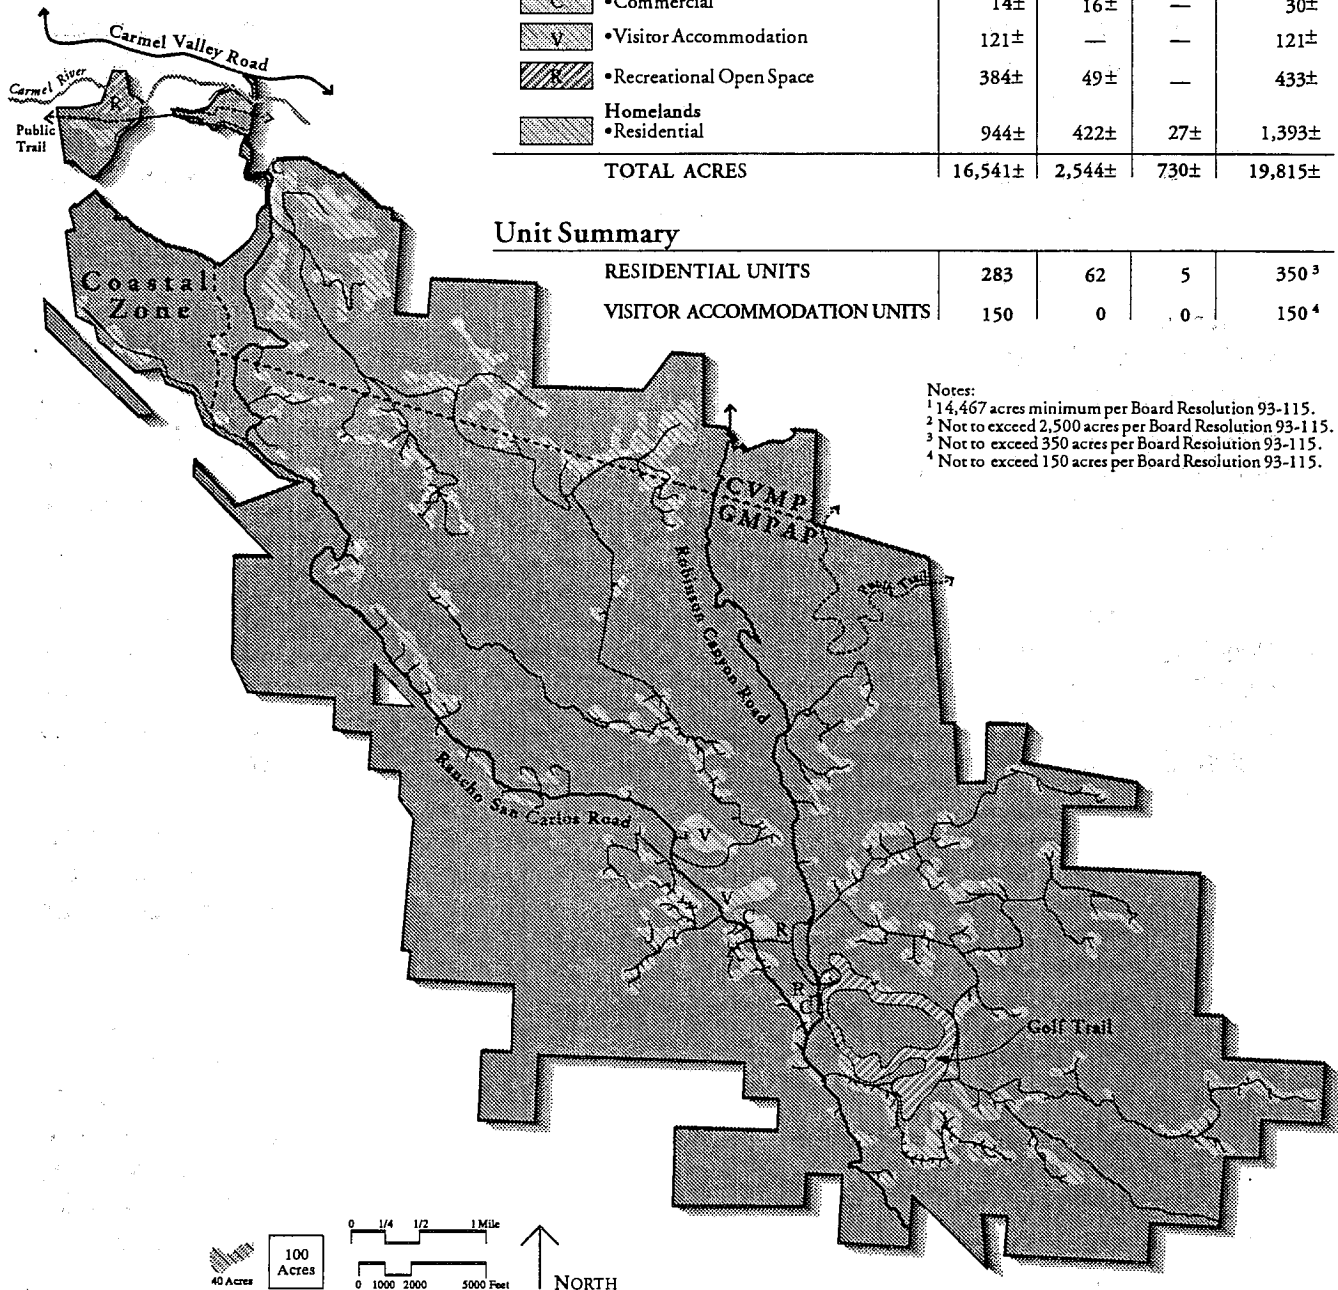 C •Commercial 14± 16± — 30±
V •Visitor Accommodation 121± — — 121±
R •Recreational Open Space 384± 49± — 433±
Homelands
•Residential 944± 422± 27± 1,393±
TOTAL ACRES 16,541± 2,544± 730± 19,815±
Unit Summary
RESIDENTIAL UNITS 283 62 5 350 ³
VISITOR ACCOMMODATION UNITS 150 0 0 150 ⁴
Notes:
¹ 14,467 acres minimum per Board Resolution 93-115.
² Not to exceed 2,500 acres per Board Resolution 93-115.
³ Not to exceed 350 acres per Board Resolution 93-115.
⁴ Not to exceed 150 acres per Board Resolution 93-115.
Carmel Valley Road
Carmel River
R
Public
Trail
C
Coastal
Zone
CVMP
GMPAP
Robinson Canyon Road
Rancho San Carlos Road
V
V
C
R
R
C
Golf Trail
40 Acres
100
Acres
0 1/4 1/2 1 Mile
0 1000 2000 5000 Feet
NORTH